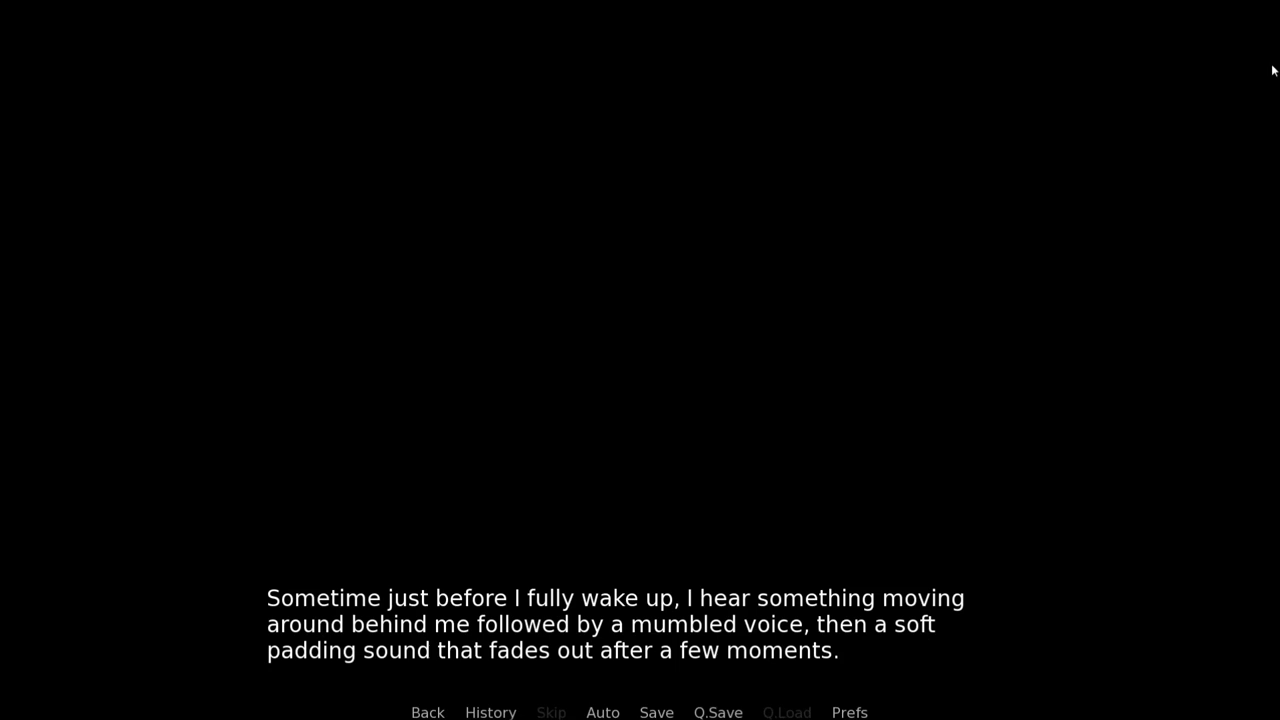 Sometime just before I fully wake up, I hear something moving
around behind me followed by a mumbled voice, then a soft
padding sound that fades out after a few moments.
Back History Skip Auto Save Q.Save Q.Load Prefs